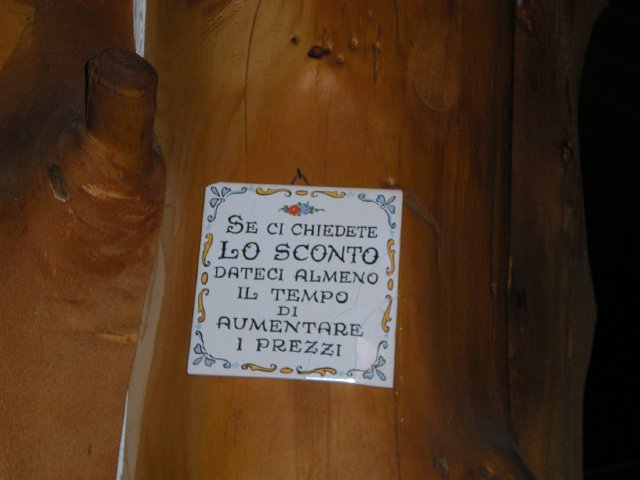 SE CI CHIEDETE
LO SCONTO
DATECI ALMENO
IL TEMPO
DI
AUMENTARE
I PREZZI